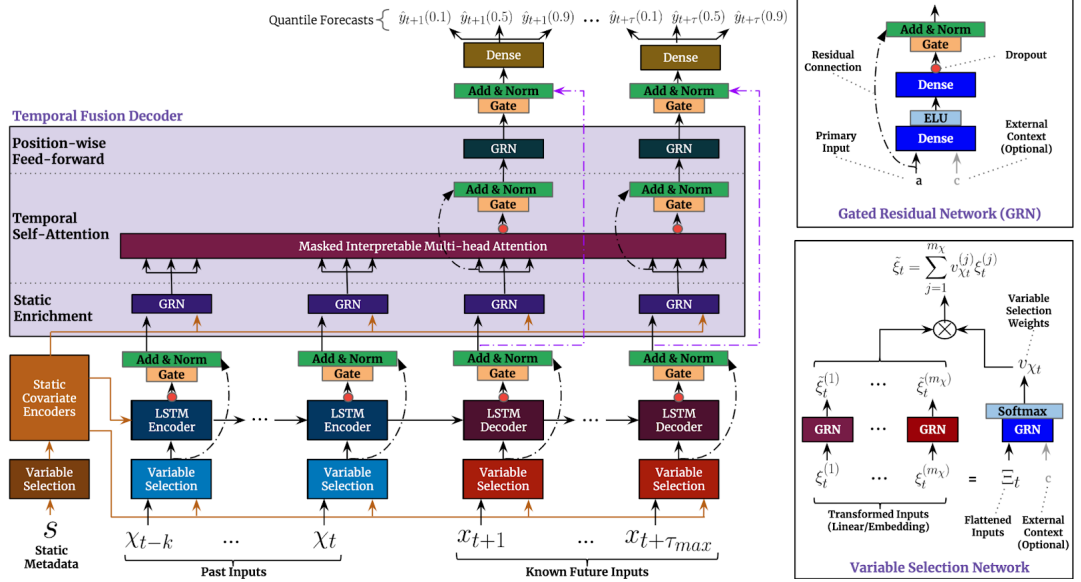 Quantile Forecasts
ŷt+1(0.1) ŷt+1(0.5) ŷt+1(0.9) ... ŷt+τ(0.1) ŷt+τ(0.5) ŷt+τ(0.9)
Dense Dense
Add & Norm Add & Norm
Gate Gate
Temporal Fusion Decoder
Position-wise
Feed-forward
GRN GRN
Add & Norm Add & Norm
Gate Gate
Temporal
Self-Attention
Masked Interpretable Multi-head Attention
Static
Enrichment
GRN GRN GRN GRN
Add & Norm Add & Norm Add & Norm Add & Norm
Gate Gate Gate Gate
Static
Covariate
Encoders
LSTM
Encoder
...
LSTM
Encoder
LSTM
Decoder
...
LSTM
Decoder
Variable
Selection
Variable
Selection
Variable
Selection
Variable
Selection
Variable
Selection
s
Static
Metadata
χt−k ... χt xt+1 ... xt+τmax
Past Inputs
Known Future Inputs
Add & Norm
Gate
Residual
Connection
Dropout
Dense
ELU
Dense
Primary
Input
External
Context
(Optional)
a c
Gated Residual Network (GRN)
ξ̃t = ∑j=1mχ vχt(j) ξt(j)
Variable
Selection
Weights
vχt
ξ̃t(1) ... ξ̃t(mχ)
Softmax
GRN ... GRN GRN
ξt(1) ... ξt(mχ) = Ξt c
Transformed Inputs
(Linear/Embedding)
Flattened
Inputs
External
Context
(Optional)
Variable Selection Network